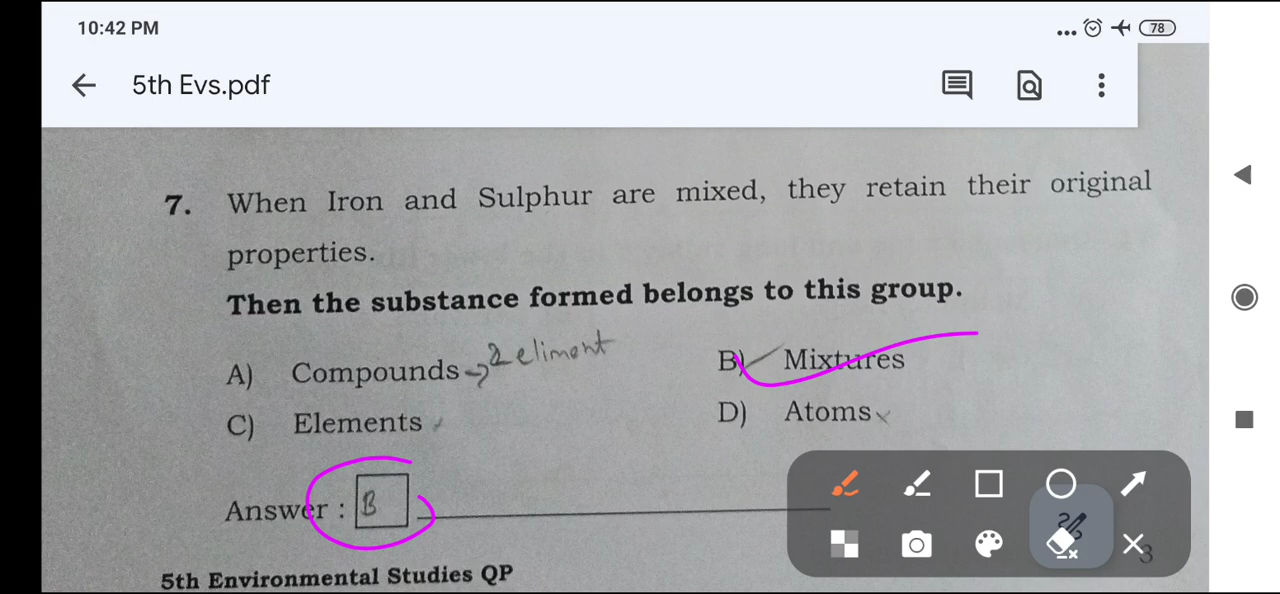 10:42 PM
78
5th Evs.pdf
7. When Iron and Sulphur are mixed, they retain their original
properties.
Then the substance formed belongs to this group.
A) Compounds → 2 eliment
B) Mixtures
C) Elements
D) Atoms
Answer : B
3
5th Environmental Studies QP